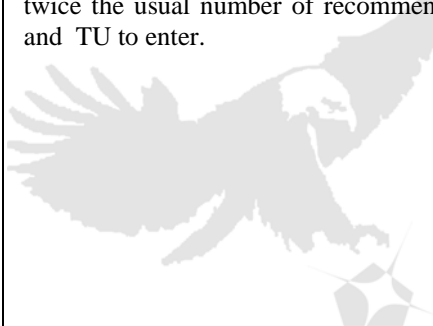 twice the usual number of recommen
and TU to enter.